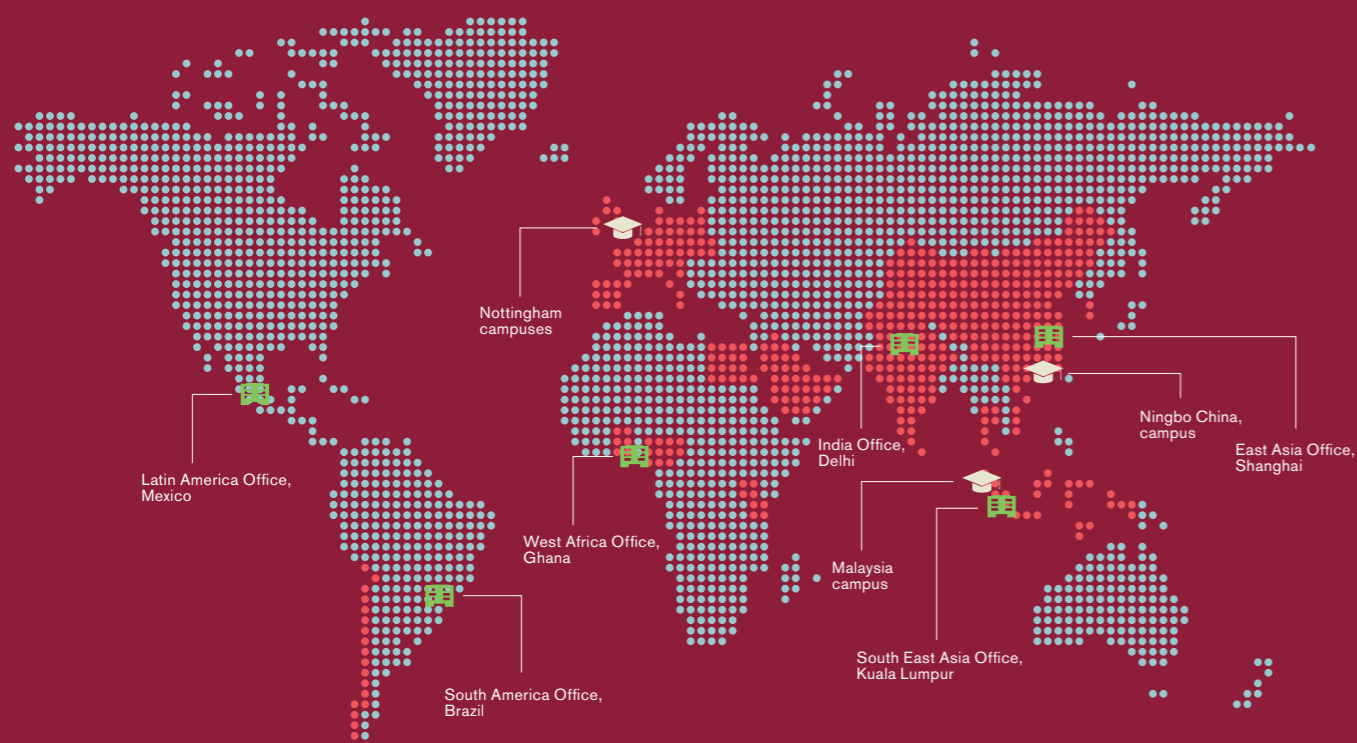 Nottingham
campuses
Latin America Office,
Mexico
West Africa Office,
Ghana
South America Office,
Brazil
India Office,
Delhi
Malaysia
campus
South East Asia Office,
Kuala Lumpur
Ningbo China,
campus
East Asia Office,
Shanghai